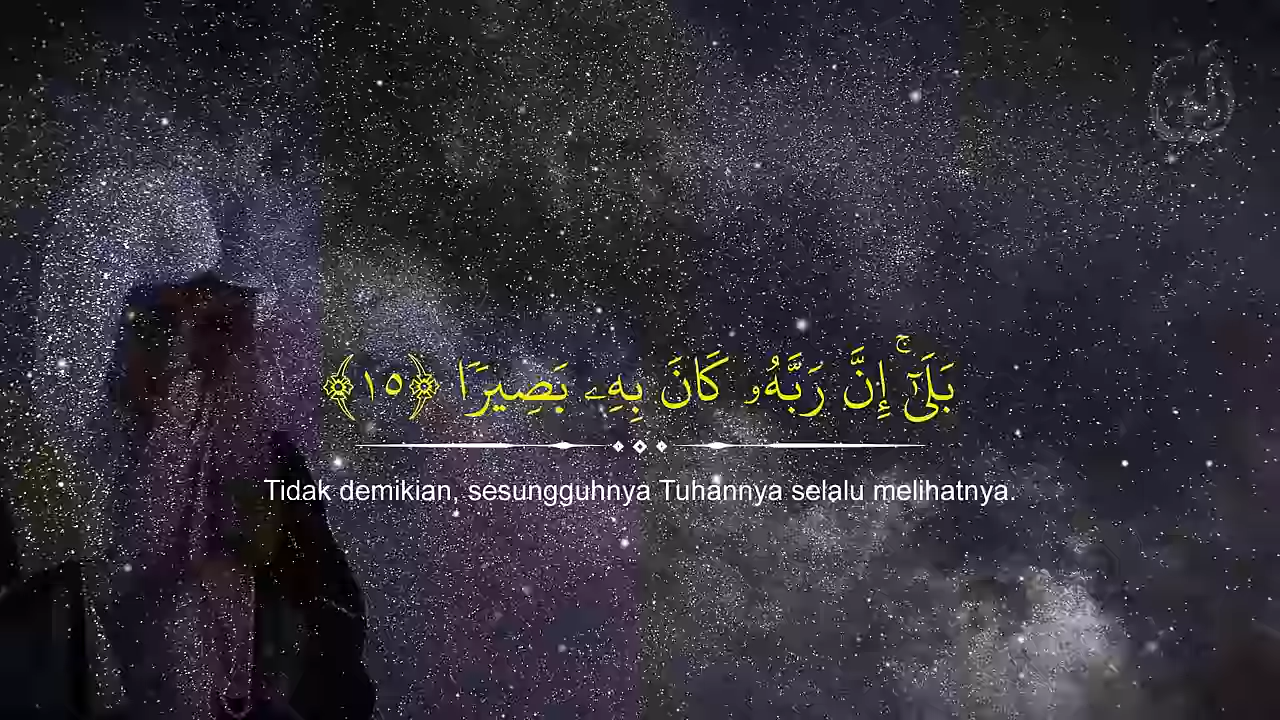 بَلَىٰٓ ۚ إِنَّ رَبَّهُۥ كَانَ بِهِۦ بَصِيرًا ﴿١٥﴾
Tidak demikian, sesungguhnya Tuhannya selalu melihatnya.